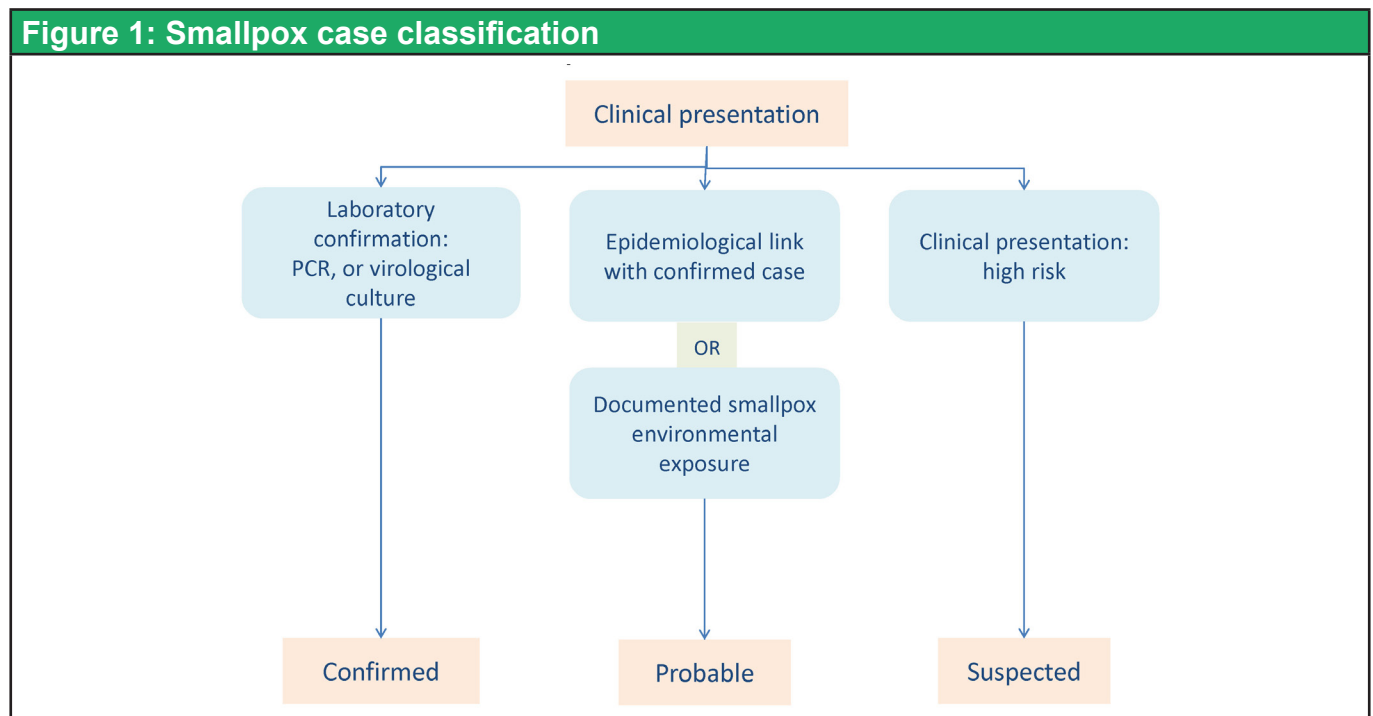 Figure 1: Smallpox case classification
Clinical presentation
Laboratory
confirmation:
PCR, or virological
culture
Epidemiological link
with confirmed case
OR
Documented smallpox
environmental
exposure
Clinical presentation:
high risk
Confirmed
Probable
Suspected